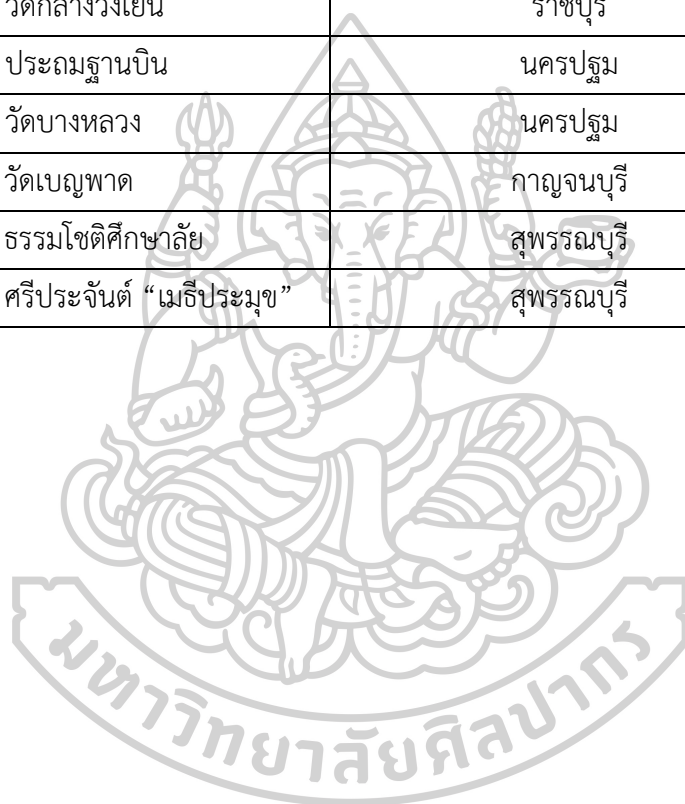 วัดกลางวังเย็น ราชบุรี
ประถมฐานบิน นครปฐม
วัดบางหลวง นครปฐม
วัดเบญพาด กาญจนบุรี
ธรรมโชติศึกษาลัย สุพรรณบุรี
ศรีประจันต์ “เมธีประมุข” สุพรรณบุรี
มหาวิทยาลัยศิลปากร